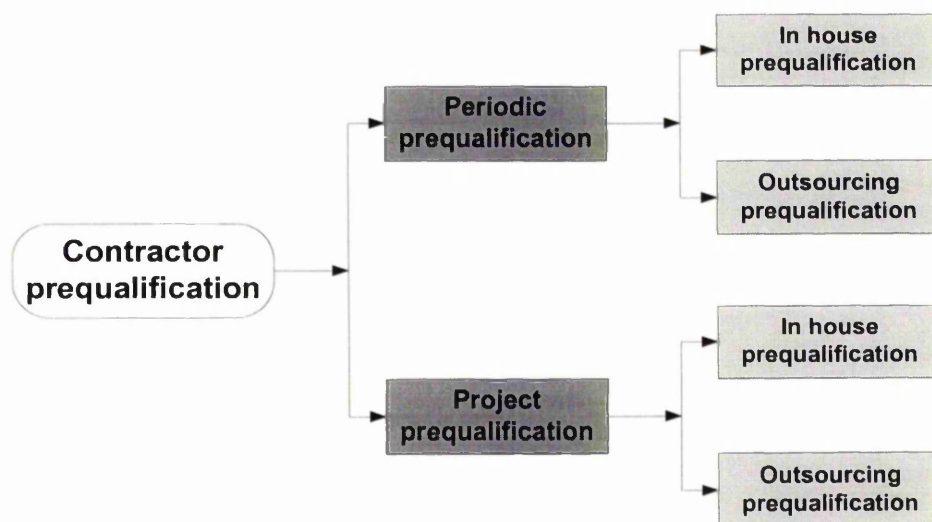 In house
prequalification
Periodic
prequalification
Outsourcing
prequalification
Contractor
prequalification
In house
prequalification
Project
prequalification
Outsourcing
prequalification